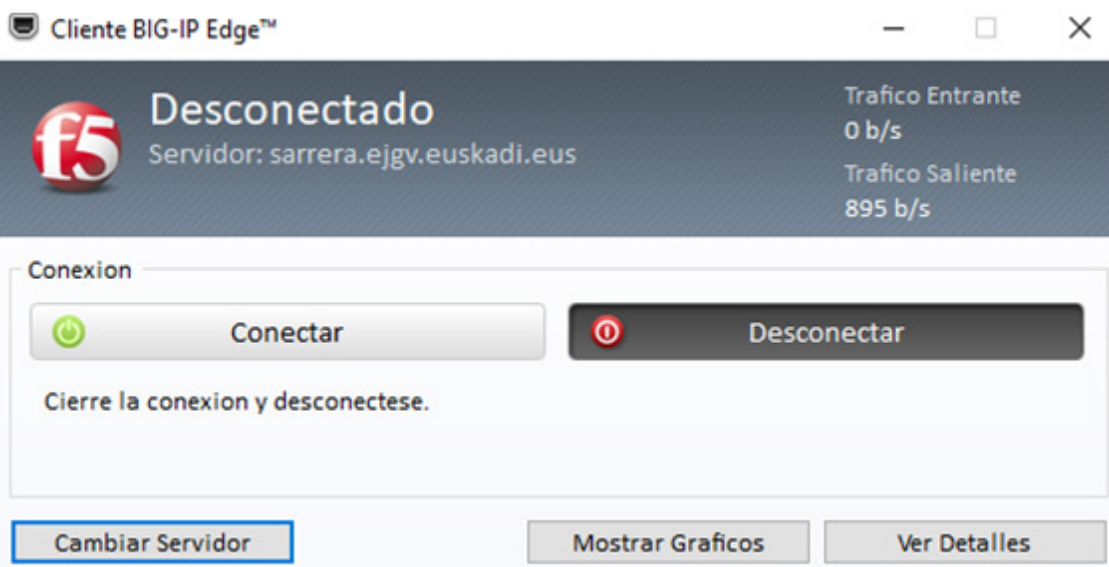 Cliente BIG-IP Edge™
f5
Desconectado
Servidor: sarrera.ejgv.euskadi.eus
Trafico Entrante
0 b/s
Trafico Saliente
895 b/s
Conexion
Conectar
Desconectar
Cierre la conexion y desconectese.
Cambiar Servidor
Mostrar Graficos
Ver Detalles